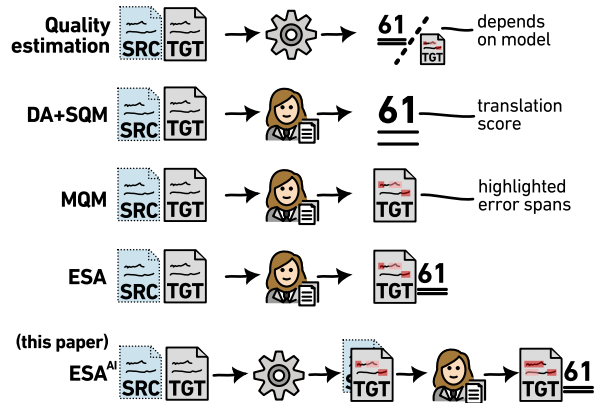 Quality
estimation
SRC TGT
61
TGT
depends
on model
DA+SQM
SRC TGT
61
translation
score
MQM
SRC TGT
TGT
highlighted
error spans
ESA
SRC TGT
TGT 61
(this paper)
ESA^AI
SRC TGT
TGT
TGT 61